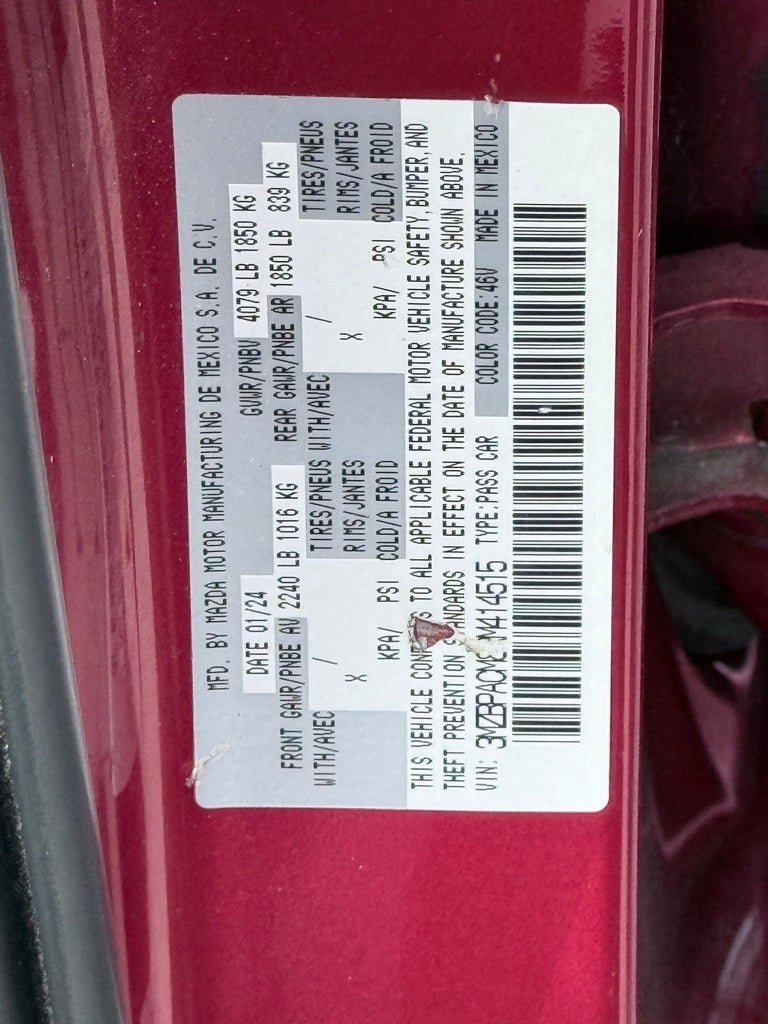 MFD. BY MAZDA MOTOR MANUFACTURING DE MEXICO S.A. DE C.V.
DATE 01/24 GVWR/PNBV 4079 LB 1850 KG
FRONT GAWR/PNBE AV 2240 LB 1016 KG REAR GAWR/PNBE AR 1850 LB 839 KG
WITH/AVEC / TIRES/PNEUS WITH/AVEC / TIRES/PNEUS
X RIMS/JANTES X RIMS/JANTES
KPA/ PSI COLD/A FROID KPA/ PSI COLD/A FROID
THIS VEHICLE TO ALL APPLICABLE FEDERAL MOTOR VEHICLE SAFETY, BUMPER, AND
THEFT PREVENTION STANDARDS IN EFFECT ON THE DATE OF MANUFACTURE SHOWN ABOVE.
VIN: TYPE:PASS CAR COLOR CODE:46V MADE IN MEXICO